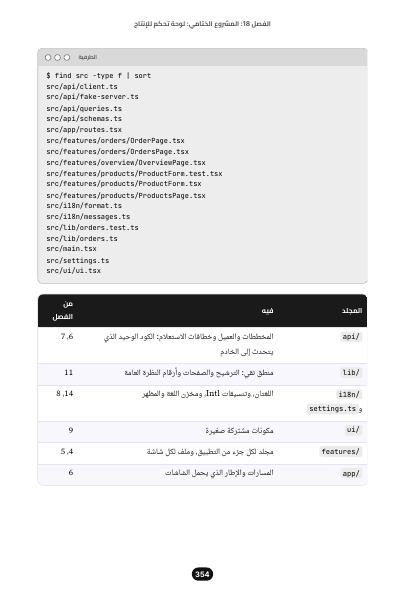 الفصل 18: المشروع الختامي: لوحة تحكم للإنتاج
الطرفية
$ find src -type f | sort
src/api/client.ts
src/api/fake-server.ts
src/api/queries.ts
src/api/schemas.ts
src/app/routes.tsx
src/features/orders/OrderPage.tsx
src/features/orders/OrdersPage.tsx
src/features/overview/OverviewPage.tsx
src/features/products/ProductForm.test.tsx
src/features/products/ProductForm.tsx
src/features/products/ProductsPage.tsx
src/i18n/format.ts
src/i18n/messages.ts
src/lib/orders.test.ts
src/lib/orders.ts
src/main.tsx
src/settings.ts
src/ui/ui.tsx
المجلد فيه من الفصل
api/ المخططات والعميل وخطافات الاستعلام: الكود الوحيد الذي 6, 7
يتحدث إلى الخادم
lib/ منطق نقي: الترشيح والصفحات وأرقام النظرة العامة 11
i18n/ اللغتان، وتنسيقات Intl، ومخزن اللغة والمظهر 14, 8
و settings.ts
ui/ مكونات مشتركة صغيرة 9
features/ مجلد لكل جزء من التطبيق، وملف لكل شاشة 4, 5
app/ المسارات والإطار الذي يحمل الشاشات 6
354